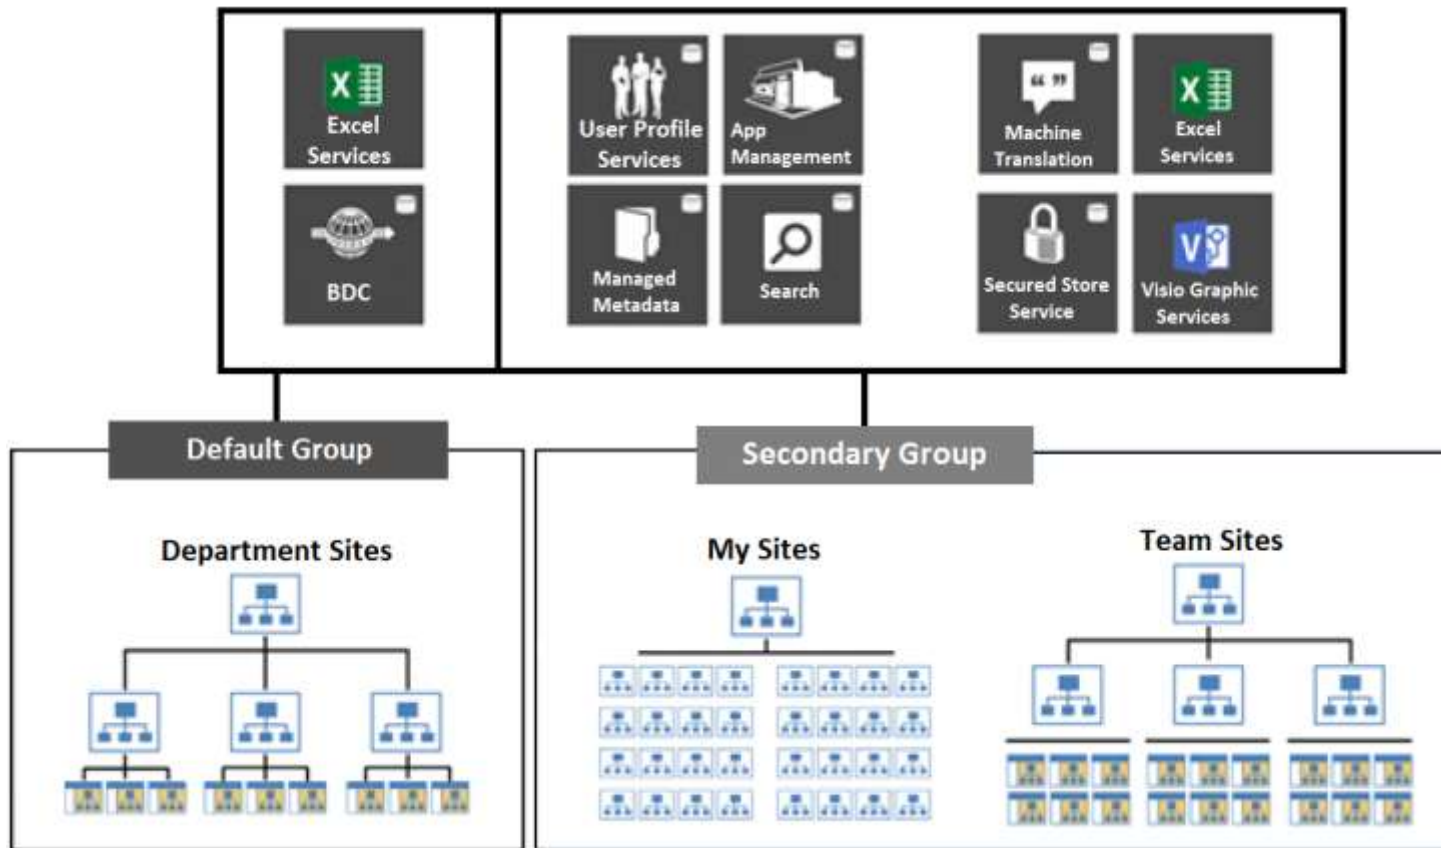 Excel
Services
BDC
User Profile
Services
App
Management
Managed
Metadata
Search
Machine
Translation
Excel
Services
Secured Store
Service
Visio Graphic
Services
Default Group
Secondary Group
Department Sites
My Sites
Team Sites